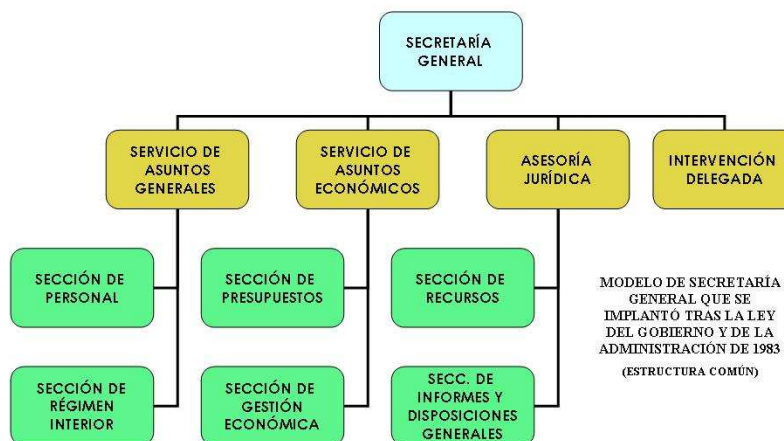 SECRETARÍA
GENERAL
SERVICIO DE
ASUNTOS
GENERALES
SERVICIO DE
ASUNTOS
ECONÓMICOS
ASESORÍA
JURÍDICA
INTERVENCIÓN
DELEGADA
SECCIÓN DE
PERSONAL
SECCIÓN DE
PRESUPUESTOS
SECCIÓN DE
RECURSOS
MODELO DE SECRETARÍA
GENERAL QUE SE
IMPLANTÓ TRAS LA LEY
DEL GOBIERNO Y DE LA
ADMINISTRACIÓN DE 1983
(ESTRUCTURA COMÚN)
SECCIÓN DE
RÉGIMEN
INTERIOR
SECCIÓN DE
GESTIÓN
ECONÓMICA
SECC. DE
INFORMES Y
DISPOSICIONES
GENERALES